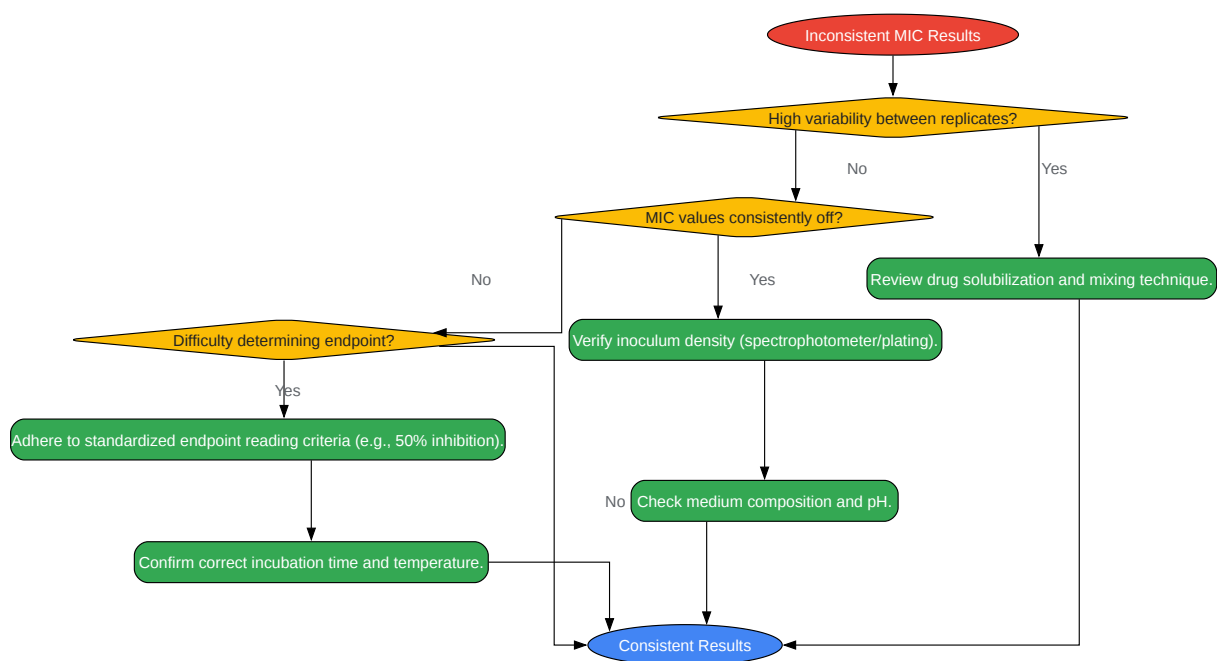 Inconsistent MIC Results
High variability between replicates?
No
Yes
MIC values consistently off?
No
Yes
Review drug solubilization and mixing technique.
Difficulty determining endpoint?
Verify inoculum density (spectrophotometer/plating).
Yes
Adhere to standardized endpoint reading criteria (e.g., 50% inhibition).
No
Check medium composition and pH.
Confirm correct incubation time and temperature.
Consistent Results